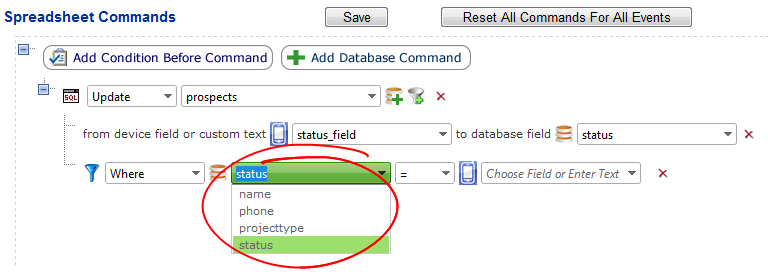 Spreadsheet Commands Save Reset All Commands For All Events
Add Condition Before Command Add Database Command
SQL Update prospects
from device field or custom text status_field to database field status
Where status = Choose Field or Enter Text
name
phone
projecttype
status